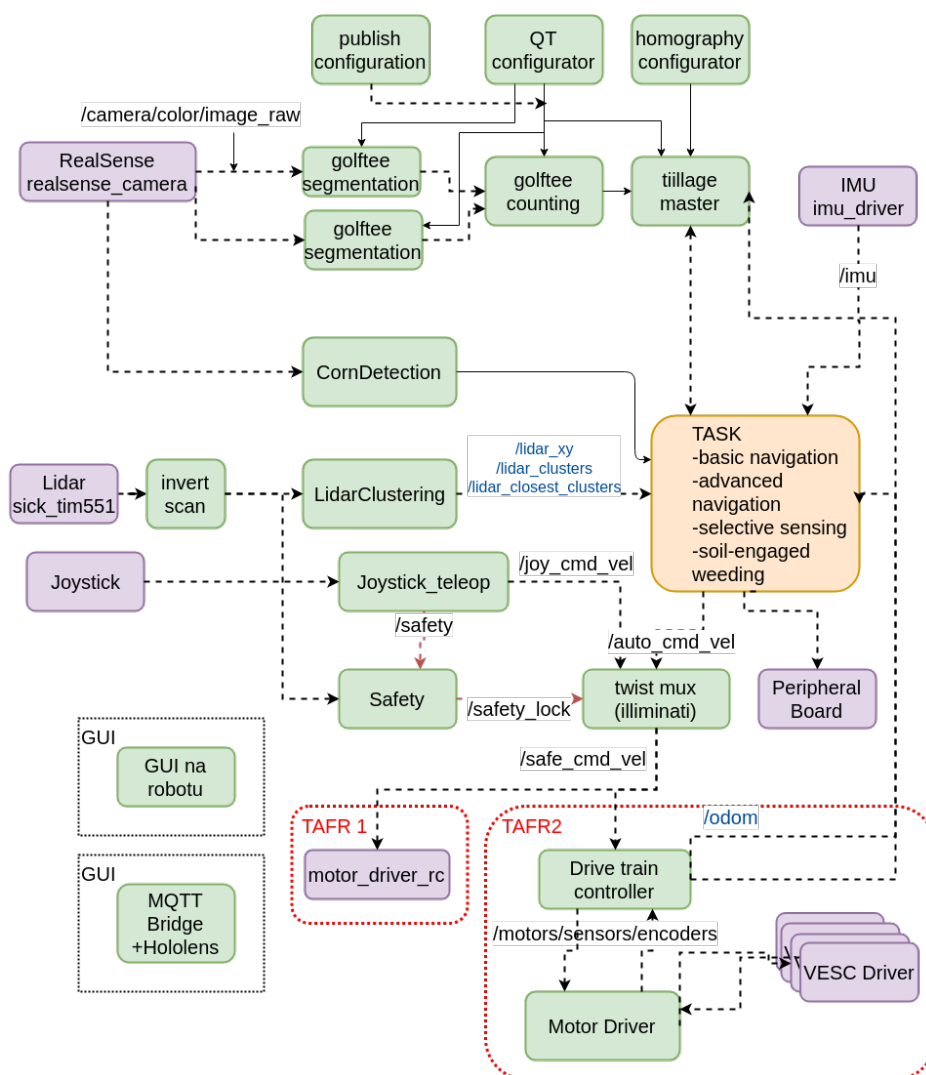 publish
configuration
QT
configurator
homography
configurator
/camera/color/image_raw
RealSense
realsense_camera
golftee
segmentation
golftee
counting
tiillage
master
IMU
imu_driver
golftee
segmentation
/imu
CornDetection
TASK
-basic navigation
-advanced
navigation
-selective sensing
-soil-engaged
weeding
Lidar
sick_tim551
invert
scan
LidarClustering
/lidar_xy
/lidar_clusters
/lidar_closest_clusters
Joystick
Joystick_teleop
/joy_cmd_vel
/safety
/auto_cmd_vel
Safety
/safety_lock
twist mux
(illiminati)
Peripheral
Board
GUI
GUI na
robotu
/safe_cmd_vel
TAFR 1
motor_driver_rc
TAFR2
/odom
Drive train
controller
GUI
MQTT
Bridge
+Hololens
/motors/sensors/encoders
VESC Driver
Motor Driver